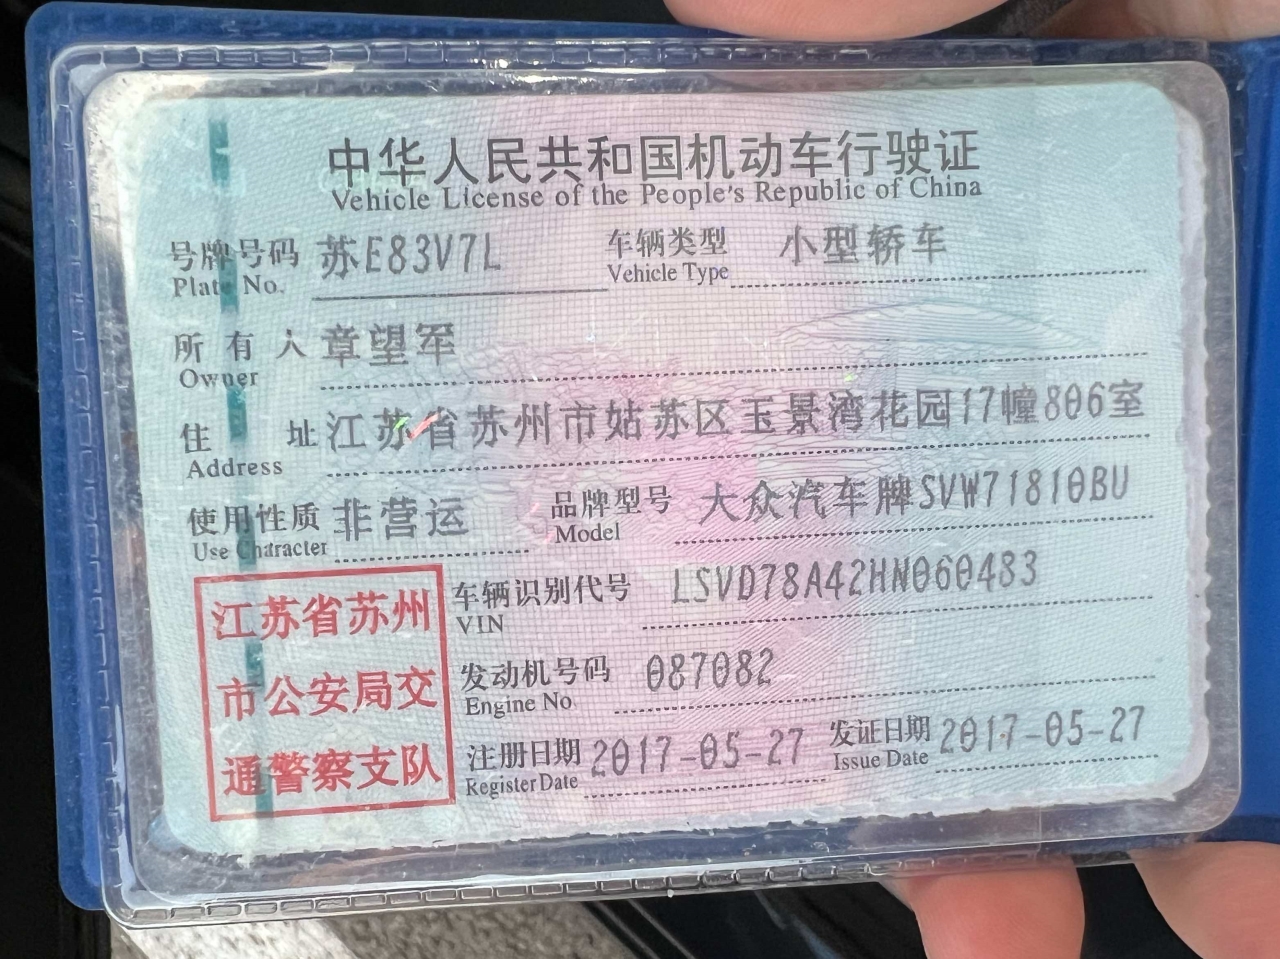 中华人民共和国机动车行驶证
Vehicle License of the People's Republic of China
号牌号码 苏E83V7L 车辆类型 小型轿车
Plate No. Vehicle Type
所有人 章望军
Owner
住址 江苏省苏州市姑苏区玉景湾花园17幢806室
Address
使用性质 非营运 品牌型号 大众汽车牌SVW71810BU
Use Character Model
江苏省苏州
市公安局交
通警察支队
车辆识别代号 LSVD78A42HN060483
VIN
发动机号码 087082
Engine No
注册日期 2017-05-27 发证日期 2017-05-27
Register Date Issue Date